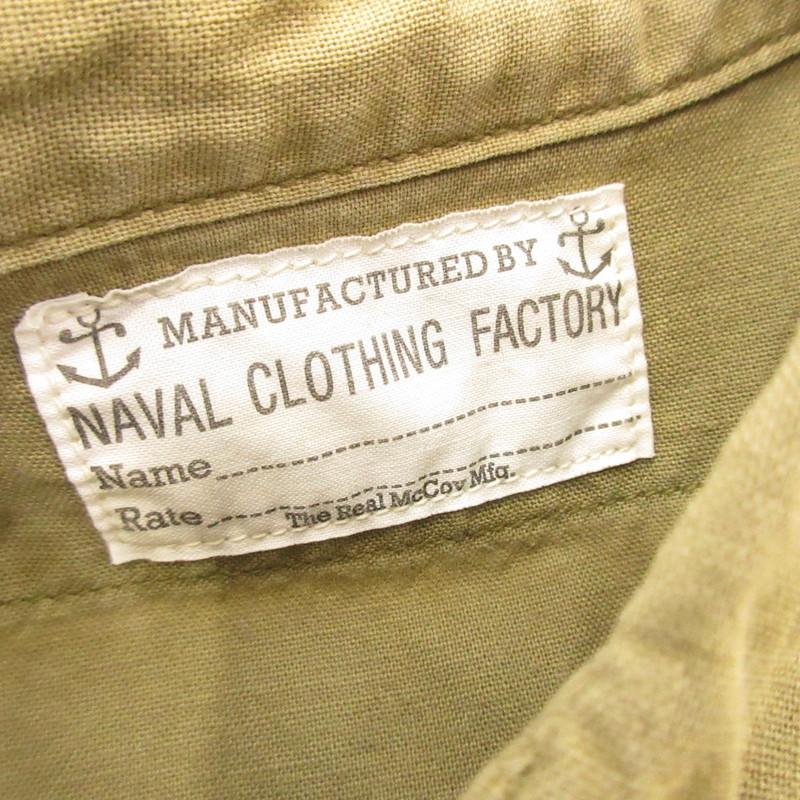 MANUFACTURED BY
NAVAL CLOTHING FACTORY
Name
Rate
The Real McCoy Mfg.